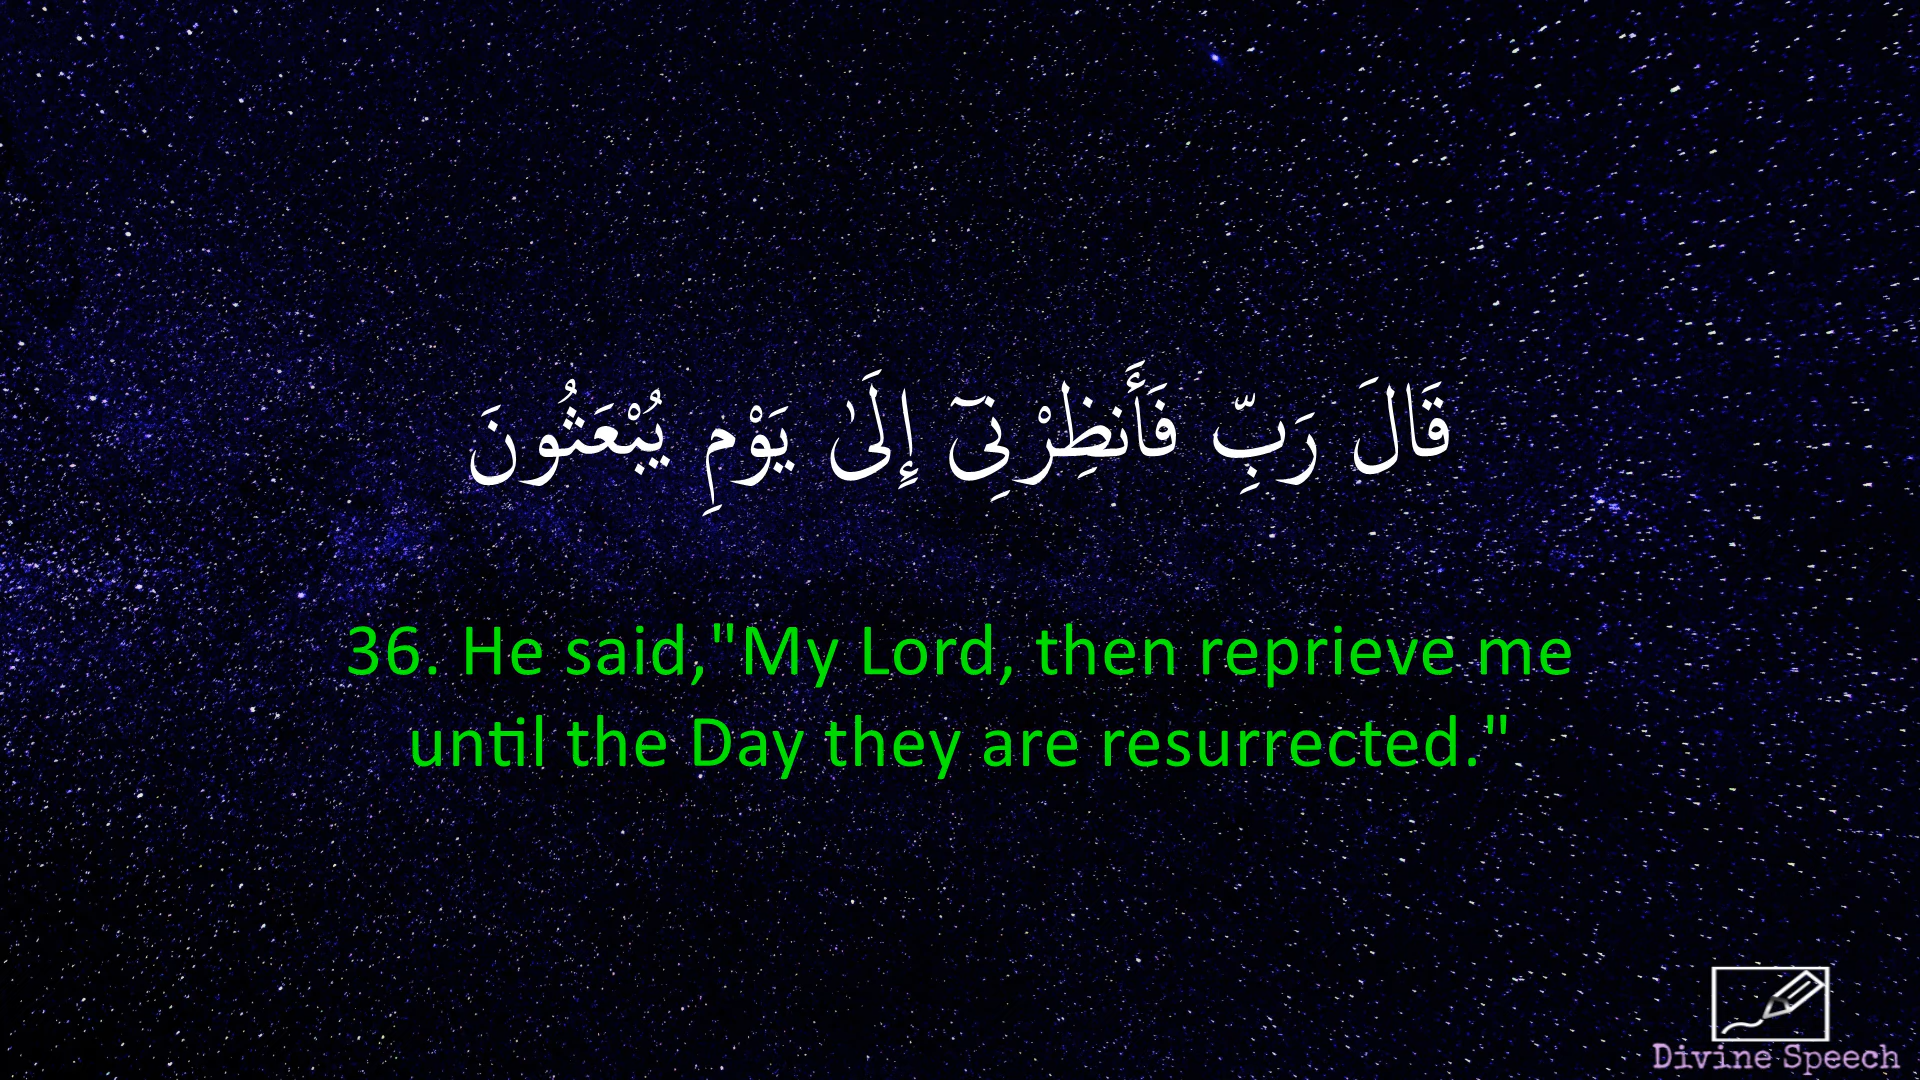 قَالَ رَبِّ فَأَنظِرْنِىٓ إِلَىٰ يَوْمِ يُبْعَثُونَ
36. He said,"My Lord, then reprieve me
until the Day they are resurrected."
Divine Speech